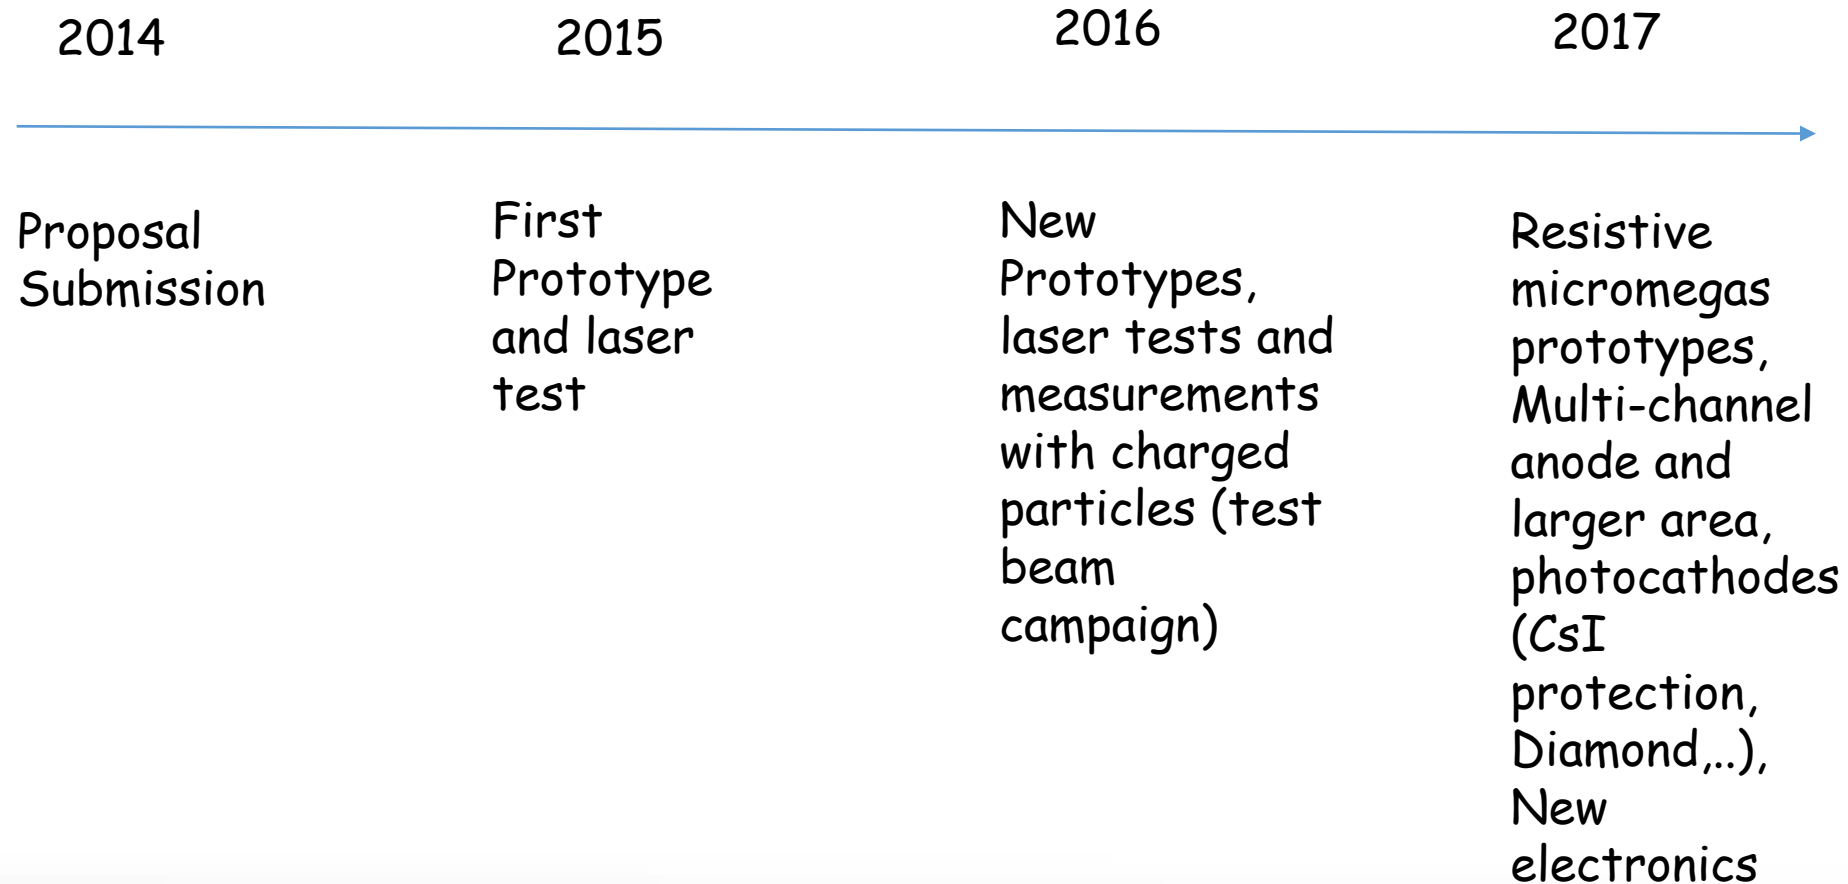 2014
2015
2016
2017
Proposal
Submission
First
Prototype
and laser
test
New
Prototypes,
laser tests and
measurements
with charged
particles (test
beam
campaign)
Resistive
micromegas
prototypes,
Multi-channel
anode and
larger area,
photocathodes
(CsI
protection,
Diamond,..),
New
electronics